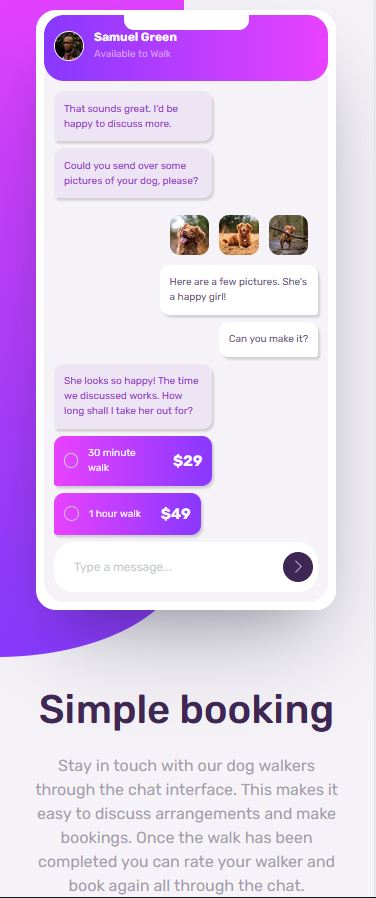 Samuel Green
Available to Walk
That sounds great. I'd be
happy to discuss more.
Could you send over some
pictures of your dog, please?
Here are a few pictures. She's
a happy girl!
Can you make it?
She looks so happy! The time
we discussed works. How
long shall I take her out for?
30 minute
walk
$29
1 hour walk
$49
Type a message...
Simple booking
Stay in touch with our dog walkers
through the chat interface. This makes it
easy to discuss arrangements and make
bookings. Once the walk has been
completed you can rate your walker and
book again all through the chat.